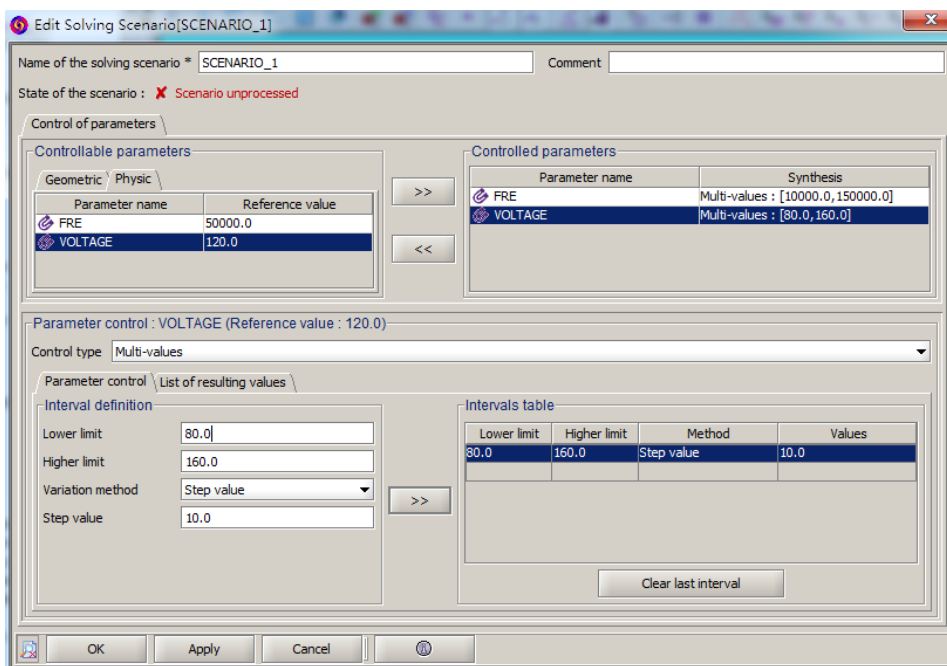 Edit Solving Scenario[SCENARIO_1]
Name of the solving scenario * SCENARIO_1 Comment
State of the scenario : ✘ Scenario unprocessed
Control of parameters
Controllable parameters
Geometric Physic
Parameter name Reference value
FRE 50000.0
VOLTAGE 120.0
>>
<<
Controlled parameters
Parameter name Synthesis
FRE Multi-values : [10000.0,150000.0]
VOLTAGE Multi-values : [80.0,160.0]
Parameter control : VOLTAGE (Reference value : 120.0)
Control type Multi-values
Parameter control List of resulting values
Interval definition
Lower limit 80.0
Higher limit 160.0
Variation method Step value
Step value 10.0
>>
Intervals table
Lower limit Higher limit Method Values
80.0 160.0 Step value 10.0
Clear last interval
OK Apply Cancel